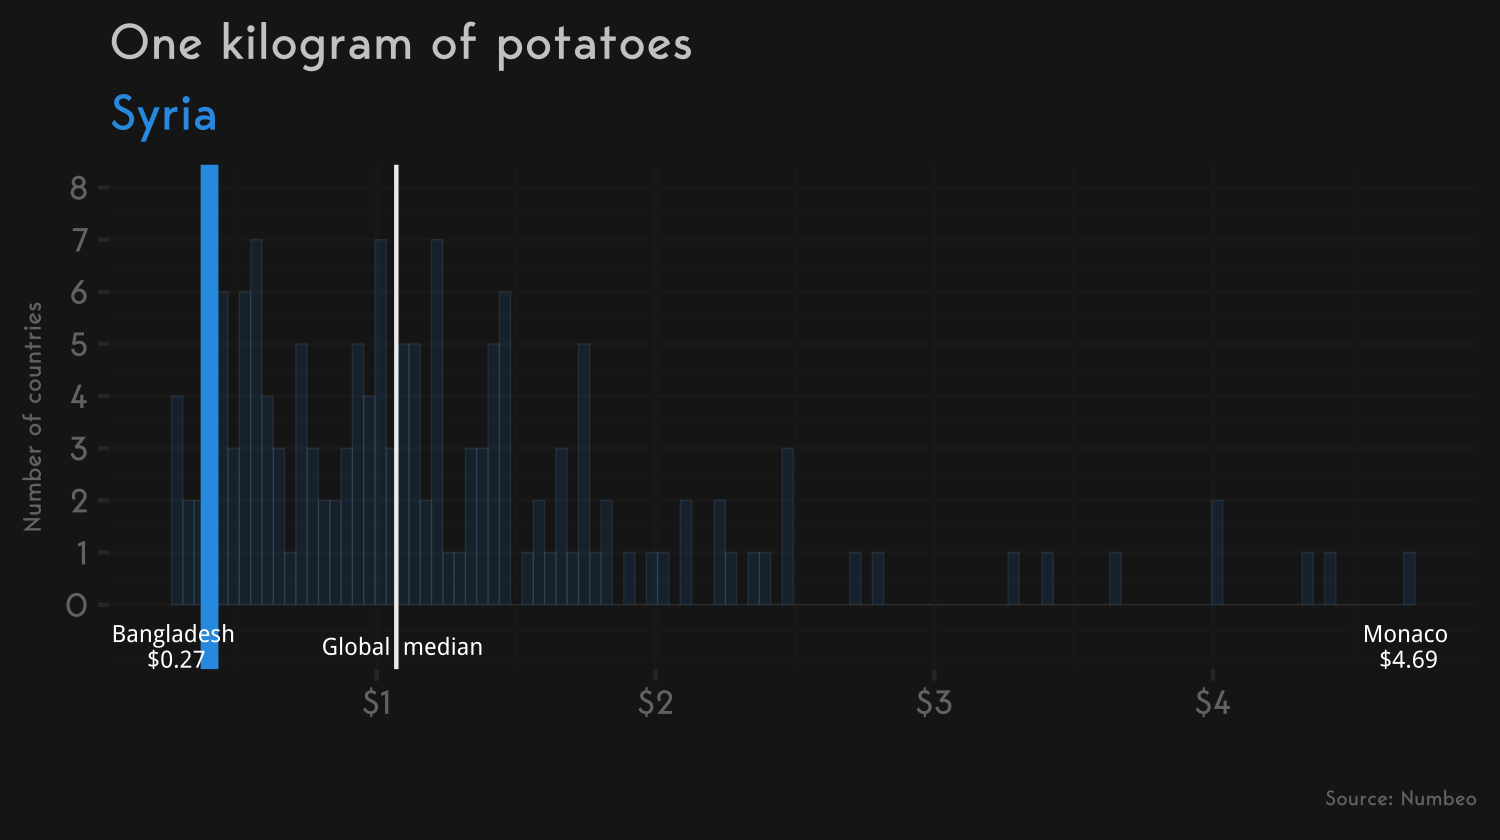 One kilogram of potatoes
Syria
Number of countries
8
7
6
5
4
3
2
1
0
Bangladesh
$0.27
Global median
Monaco
$4.69
$1
$2
$3
$4
Source: Numbeo